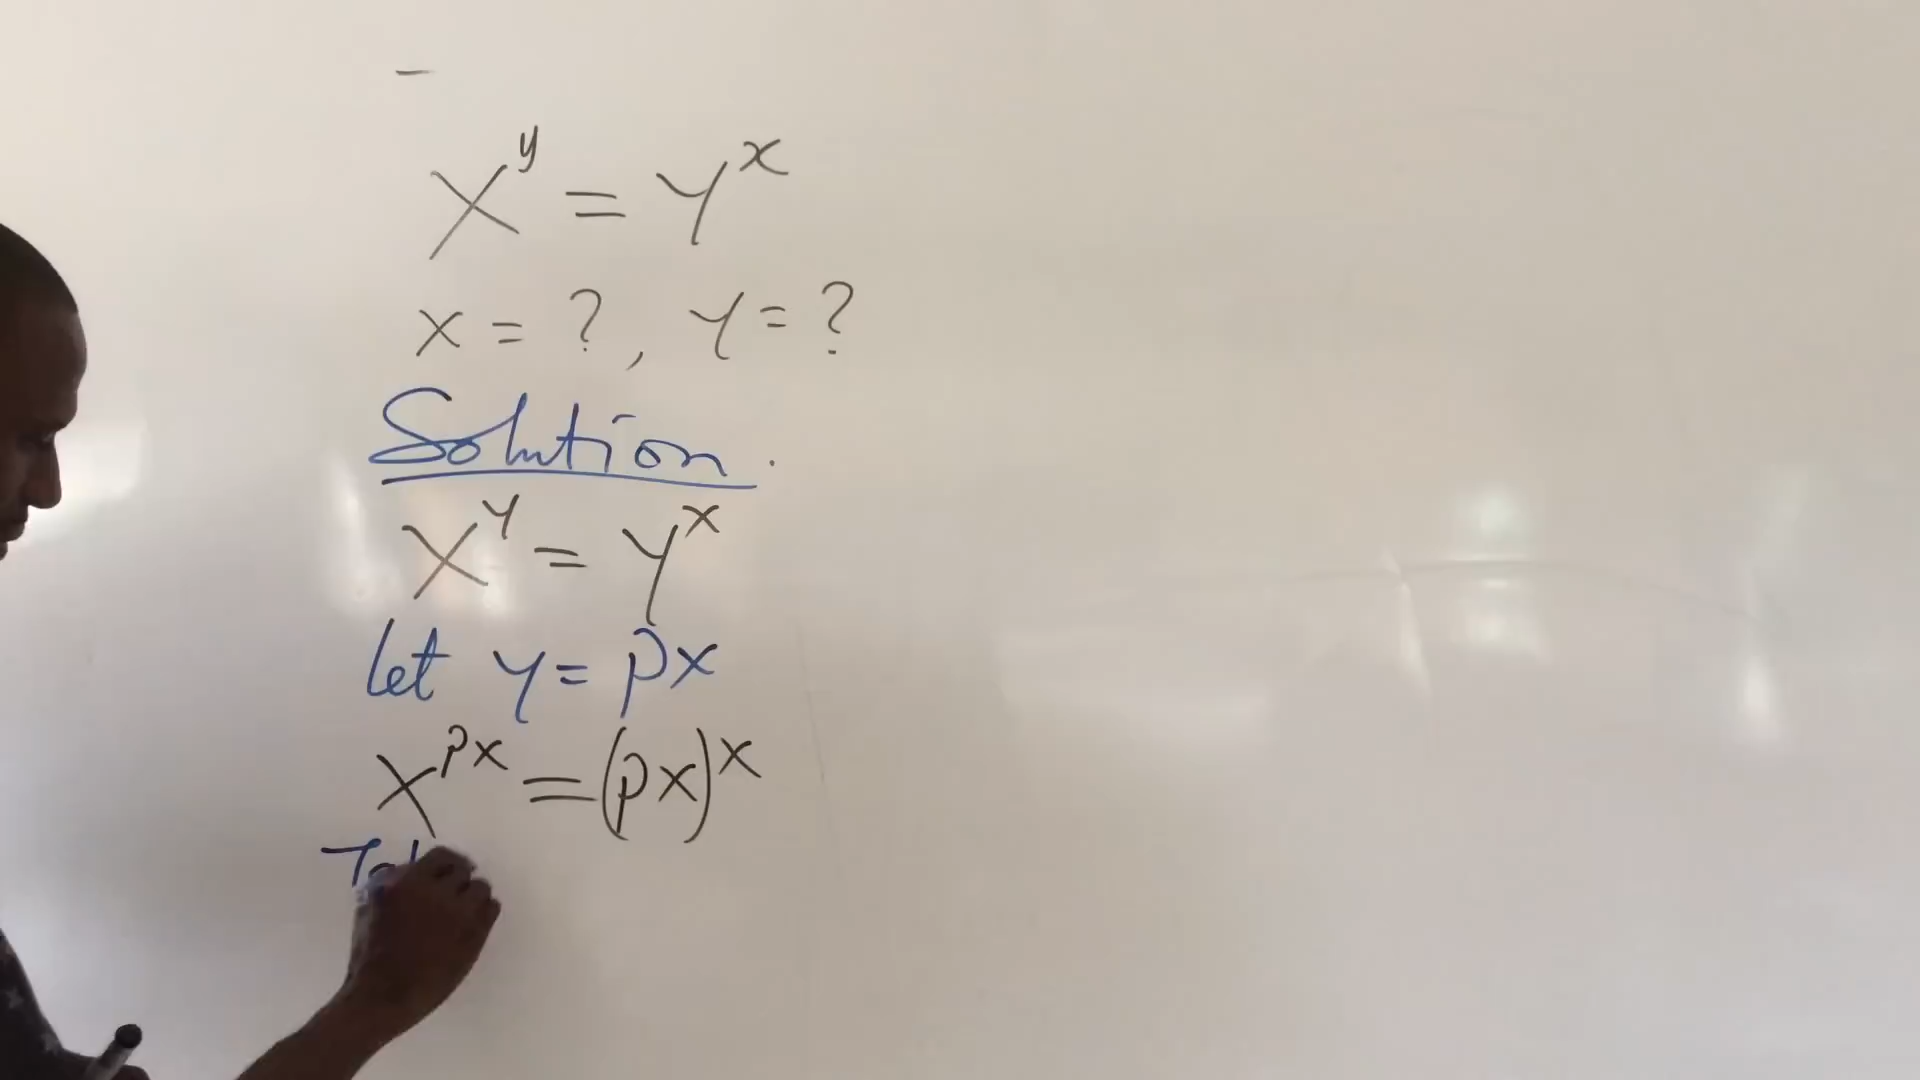 X^y = Y^x
x = ?, Y = ?
Solution.
X^Y = Y^X
let y = px
X^px = (px)^x